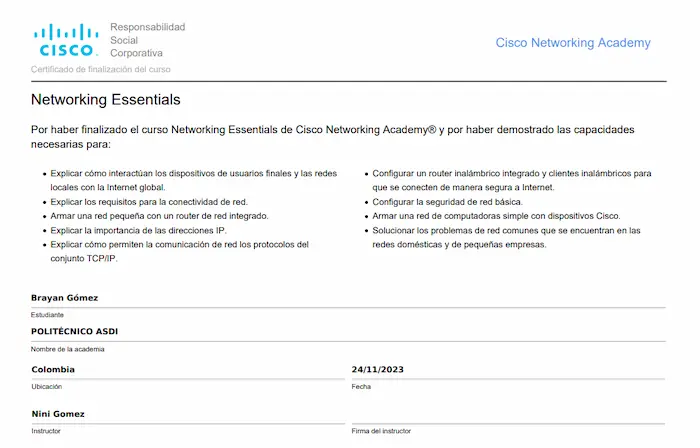 CISCO.
Responsabilidad
Social
Corporativa
Cisco Networking Academy
Certificado de finalización del curso
Networking Essentials
Por haber finalizado el curso Networking Essentials de Cisco Networking Academy® y por haber demostrado las capacidades
necesarias para:
• Explicar cómo interactúan los dispositivos de usuarios finales y las redes
locales con la Internet global.
• Explicar los requisitos para la conectividad de red.
• Armar una red pequeña con un router de red integrado.
• Explicar la importancia de las direcciones IP.
• Explicar cómo permiten la comunicación de red los protocolos del
conjunto TCP/IP.
• Configurar un router inalámbrico integrado y clientes inalámbricos para
que se conecten de manera segura a Internet.
• Configurar la seguridad de red básica.
• Armar una red de computadoras simple con dispositivos Cisco.
• Solucionar los problemas de red comunes que se encuentran en las
redes domésticas y de pequeñas empresas.
Brayan Gómez
Estudiante
POLITÉCNICO ASDI
Nombre de la academia
Colombia
Ubicación
24/11/2023
Fecha
Nini Gomez
Instructor
Firma del instructor